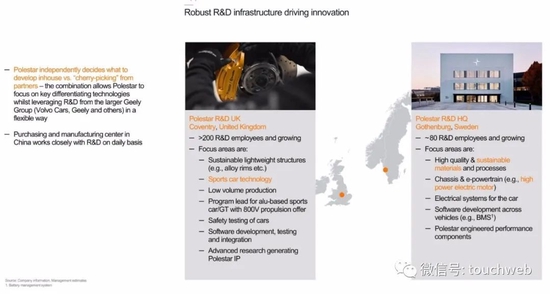 Robust R&D infrastructure driving innovation
– Polestar independently decides what to
develop inhouse vs. "cherry-picking" from
partners – the combination allows Polestar to
focus on key differentiating technologies
whilst leveraging R&D from the larger Geely
Group (Volvo Cars, Geely and others) in a
flexible way
– Purchasing and manufacturing center in
China works closely with R&D on daily basis
Polestar R&D UK
Coventry, United Kingdom
– >200 R&D employees and growing
– Focus areas are:
– Sustainable lightweight structures
(e.g., alloy rims etc.)
– Sports car technology
– Low volume production
– Program lead for alu-based sports
car/GT with 800V propulsion offer
– Safety testing of cars
– Software development, testing
and integration
– Advanced research generating
Polestar IP
Polestar R&D HQ
Gothenburg, Sweden
– ~80 R&D employees and growing
– Focus areas are:
– High quality & sustainable
materials and processes
– Chassis & e-powertrain (e.g., high
power electric motor)
– Electrical systems for the car
– Software development across
vehicles (e.g., BMS¹)
– Polestar engineered performance
components
Source: Company information, Management estimates
1. Battery management system
微信号: touchweb